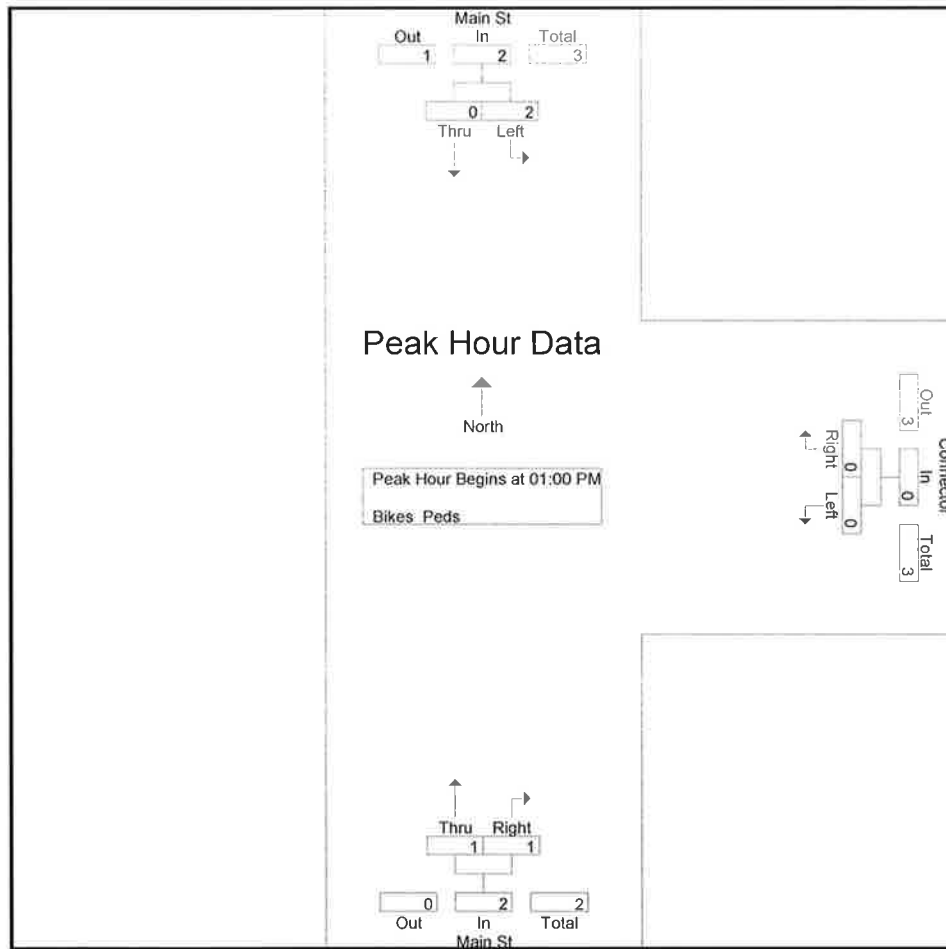 Main St
Out In Total
1 2 3
0 2
Thru Left
Peak Hour Data
North
Peak Hour Begins at 01:00 PM
Bikes Peds
Connector
Out In Total
3 0 3
Right Left
0 0
Thru Right
1 1
0 2 2
Out In Total
Main St